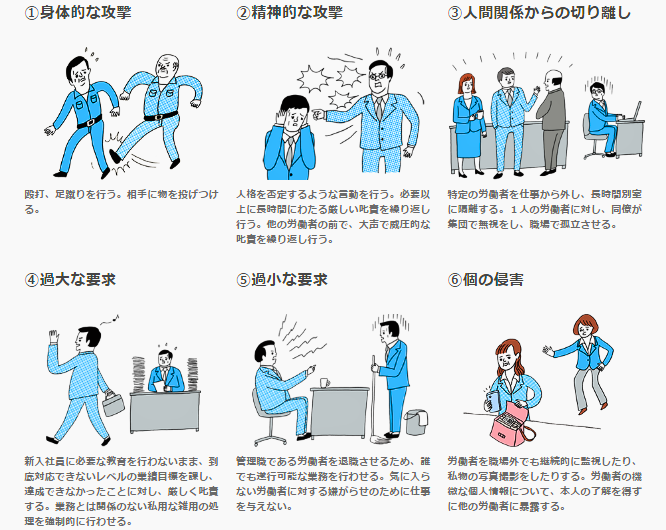 ①身体的な攻撃
②精神的な攻撃
③人間関係からの切り離し
殴打、足蹴りを行う。相手に物を投げつけ
る。
人格を否定するような言動を行う。必要以
上に長時間にわたる厳しい叱責を繰り返し
行う。他の労働者の前で、大声で威圧的な
叱責を繰り返し行う。
特定の労働者を仕事から外し、長時間別室
に隔離する。１人の労働者に対し、同僚が
集団で無視をし、職場で孤立させる。
④過大な要求
⑤過小な要求
⑥個の侵害
新入社員に必要な教育を行わないまま、到
底対応できないレベルの業績目標を課し、
達成できなかったことに対し、厳しく叱責
する。業務とは関係のない私用な雑用の処
理を強制的に行わせる。
管理職である労働者を退職させるため、誰
でも遂行可能な業務を行わせる。気に入ら
ない労働者に対する嫌がらせのために仕事
を与えない。
労働者を職場外でも継続的に監視したり、
私物の写真撮影をしたりする。労働者の機
微な個人情報について、本人の了解を得ず
に他の労働者に暴露する。